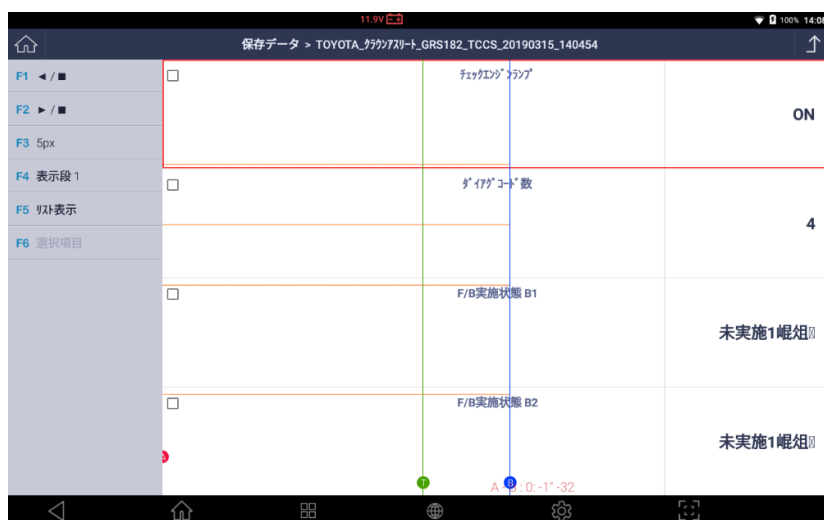 11.9V
100% 14:08
保存データ > TOYOTA_ｸﾗｳﾝｱｽﾘｰﾄ_GRS182_TCCS_20190315_140454
F1 ◄ / ■
F2 ► / ■
F3 5px
F4 表示段 1
F5 ﾘｽﾄ表示
F6 選択項目
ﾁｪｯｸｴﾝｼﾞﾝﾗﾝﾌﾟ
ON
ﾀﾞｲｱｸﾞｺｰﾄﾞ数
4
F/B実施状態 B1
未実施1崐俎
F/B実施状態 B2
未実施1崐俎
A
T
B
A - B : 0: -1" -32